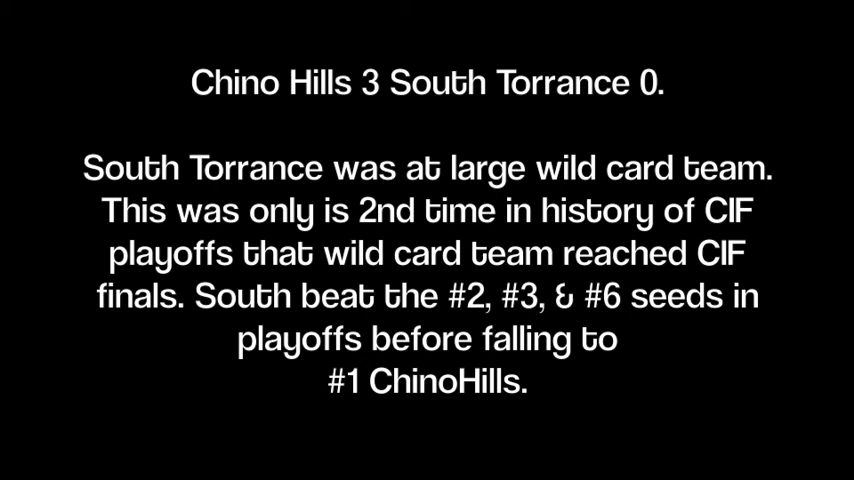 Chino Hills 3 South Torrance 0.
South Torrance was at large wild card team.
This was only is 2nd time in history of CIF
playoffs that wild card team reached CIF
finals. South beat the #2, #3, & #6 seeds in
playoffs before falling to
#1 ChinoHills.